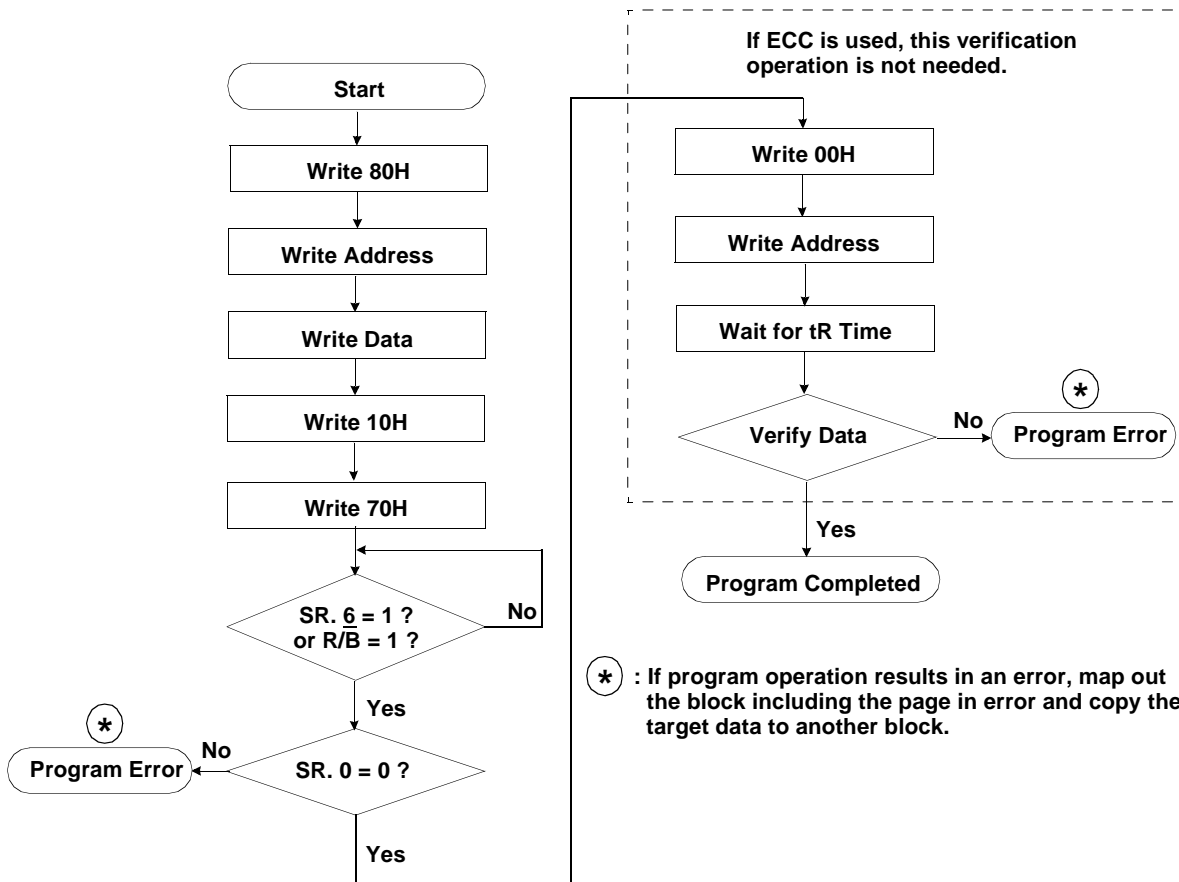 Start
Write 80H
Write Address
Write Data
Write 10H
Write 70H
SR. 6 = 1 ?
or R/B = 1 ?
No
Yes
*
No
Program Error
SR. 0 = 0 ?
Yes
If ECC is used, this verification
operation is not needed.
Write 00H
Write Address
Wait for tR Time
*
Verify Data
No
Program Error
Yes
Program Completed
* : If program operation results in an error, map out
the block including the page in error and copy the
target data to another block.